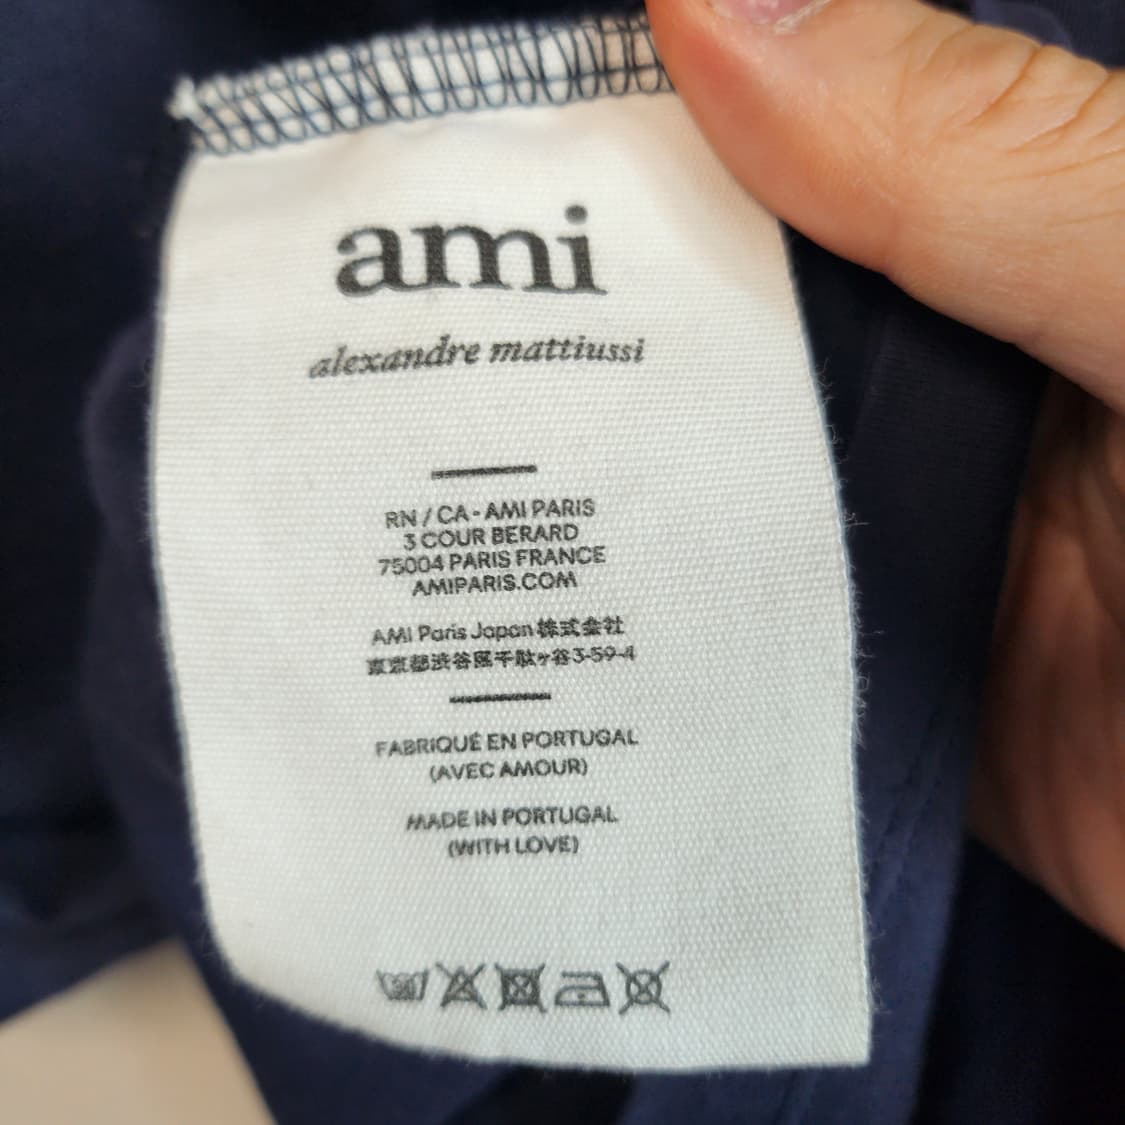 ami
alexandre mattiussi
RN / CA - AMI PARIS
3 COUR BERARD
75004 PARIS FRANCE
AMIPARIS.COM
AMI Paris Japan 株式会社
東京都渋谷区千駄ヶ谷3-59-4
FABRIQUÉ EN PORTUGAL
(AVEC AMOUR)
MADE IN PORTUGAL
(WITH LOVE)
30